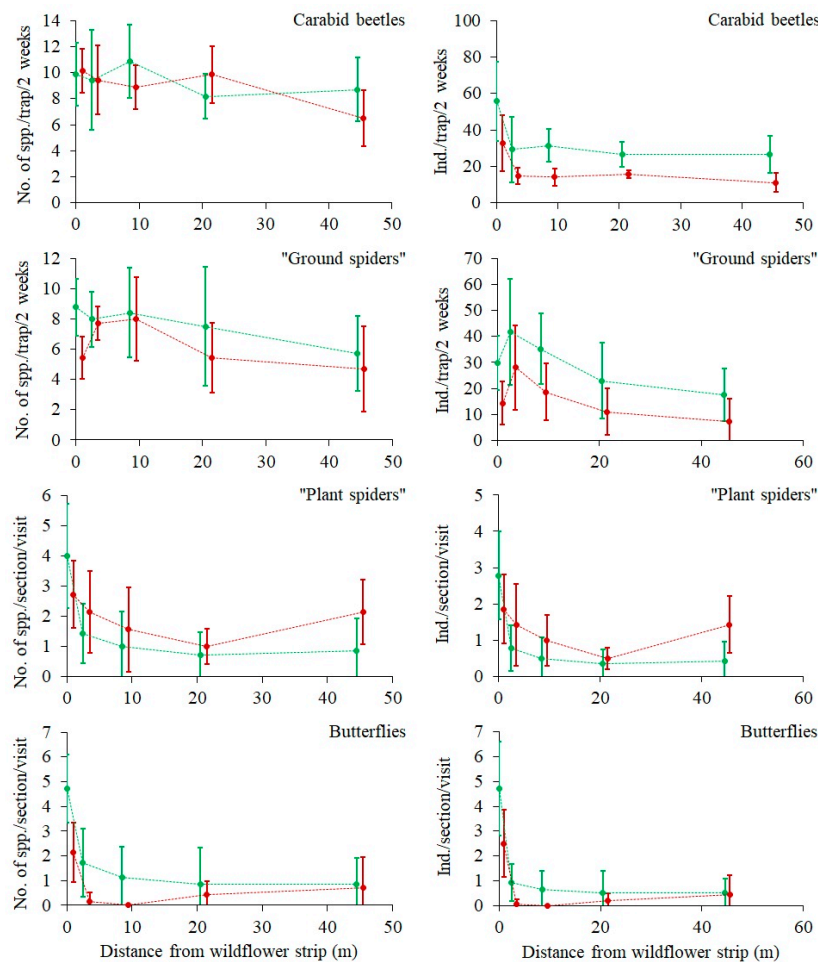 Carabid beetles
No. of spp./trap/2 weeks
14
12
10
8
6
4
2
0
0 10 20 30 40 50
Carabid beetles
Ind./trap/2 weeks
100
80
60
40
20
0
0 10 20 30 40 50
"Ground spiders"
No. of spp./trap/2 weeks
12
10
8
6
4
2
0
0 10 20 30 40 50
"Ground spiders"
Ind./trap/2 weeks
70
60
50
40
30
20
10
0
0 20 40 60
"Plant spiders"
No. of spp./section/visit
6
5
4
3
2
1
0
0 10 20 30 40 50
"Plant spiders"
Ind./section/visit
5
4
3
2
1
0
0 20 40 60
Butterflies
No. of spp./section/visit
7
6
5
4
3
2
1
0
0 10 20 30 40 50
Distance from wildflower strip (m)
Butterflies
Ind./section/visit
7
6
5
4
3
2
1
0
0 20 40 60
Distance from wildflower strip (m)